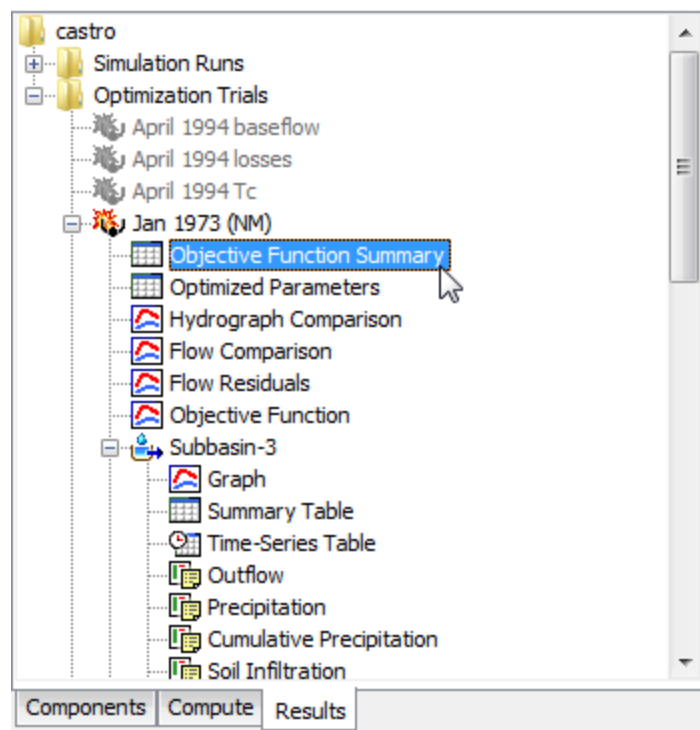 castro
Simulation Runs
Optimization Trials
April 1994 baseflow
April 1994 losses
April 1994 Tc
Jan 1973 (NM)
Objective Function Summary
Optimized Parameters
Hydrograph Comparison
Flow Comparison
Flow Residuals
Objective Function
Subbasin-3
Graph
Summary Table
Time-Series Table
Outflow
Precipitation
Cumulative Precipitation
Soil Infiltration
Components Compute Results